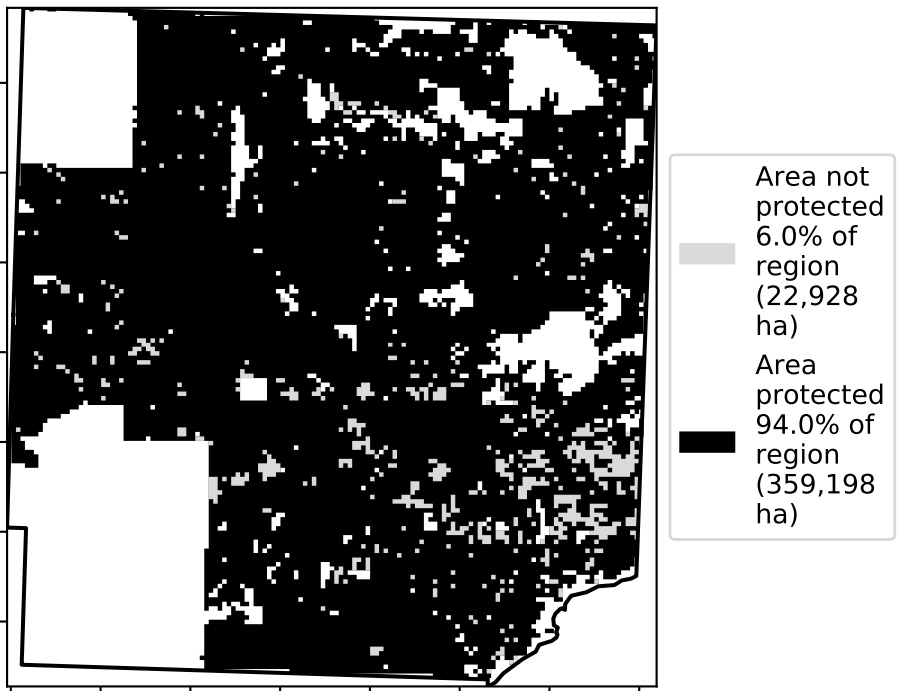 Area not
protected
6.0% of
region
(22,928
ha)
Area
protected
94.0% of
region
(359,198
ha)